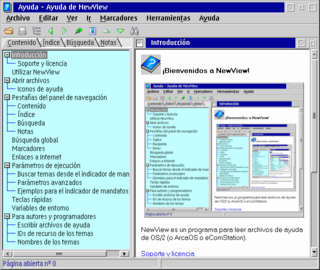 Ayuda - Ayuda de NewView
Archivo Editar Ver Ir Marcadores Herramientas Ayuda
Contenido Índice Búsqueda Notas
Introducción
Soporte y licencia
Utilizar NewView
Abrir archivos
Iconos de ayuda
Pestañas del panel de navegación
Contenido
Índice
Búsqueda
Notas
Búsqueda global
Marcadores
Enlaces a Internet
Parámetros de ejecución
Buscar temas desde el indicador de man
Parámetros avanzados
Ejemplos para el indicador de mandatos
Teclas rápidas
Variables de entorno
Para autores y programadores
Escribir archivos de ayuda
IDs de recurso de los temas
Nombres de los temas
Introducción
¡Bienvenidos a NewView!
NewView es un programa para leer archivos de ayuda
de OS/2 (o ArcaOS o eComStation).
Soporte y licencia
Página abierta nº 0